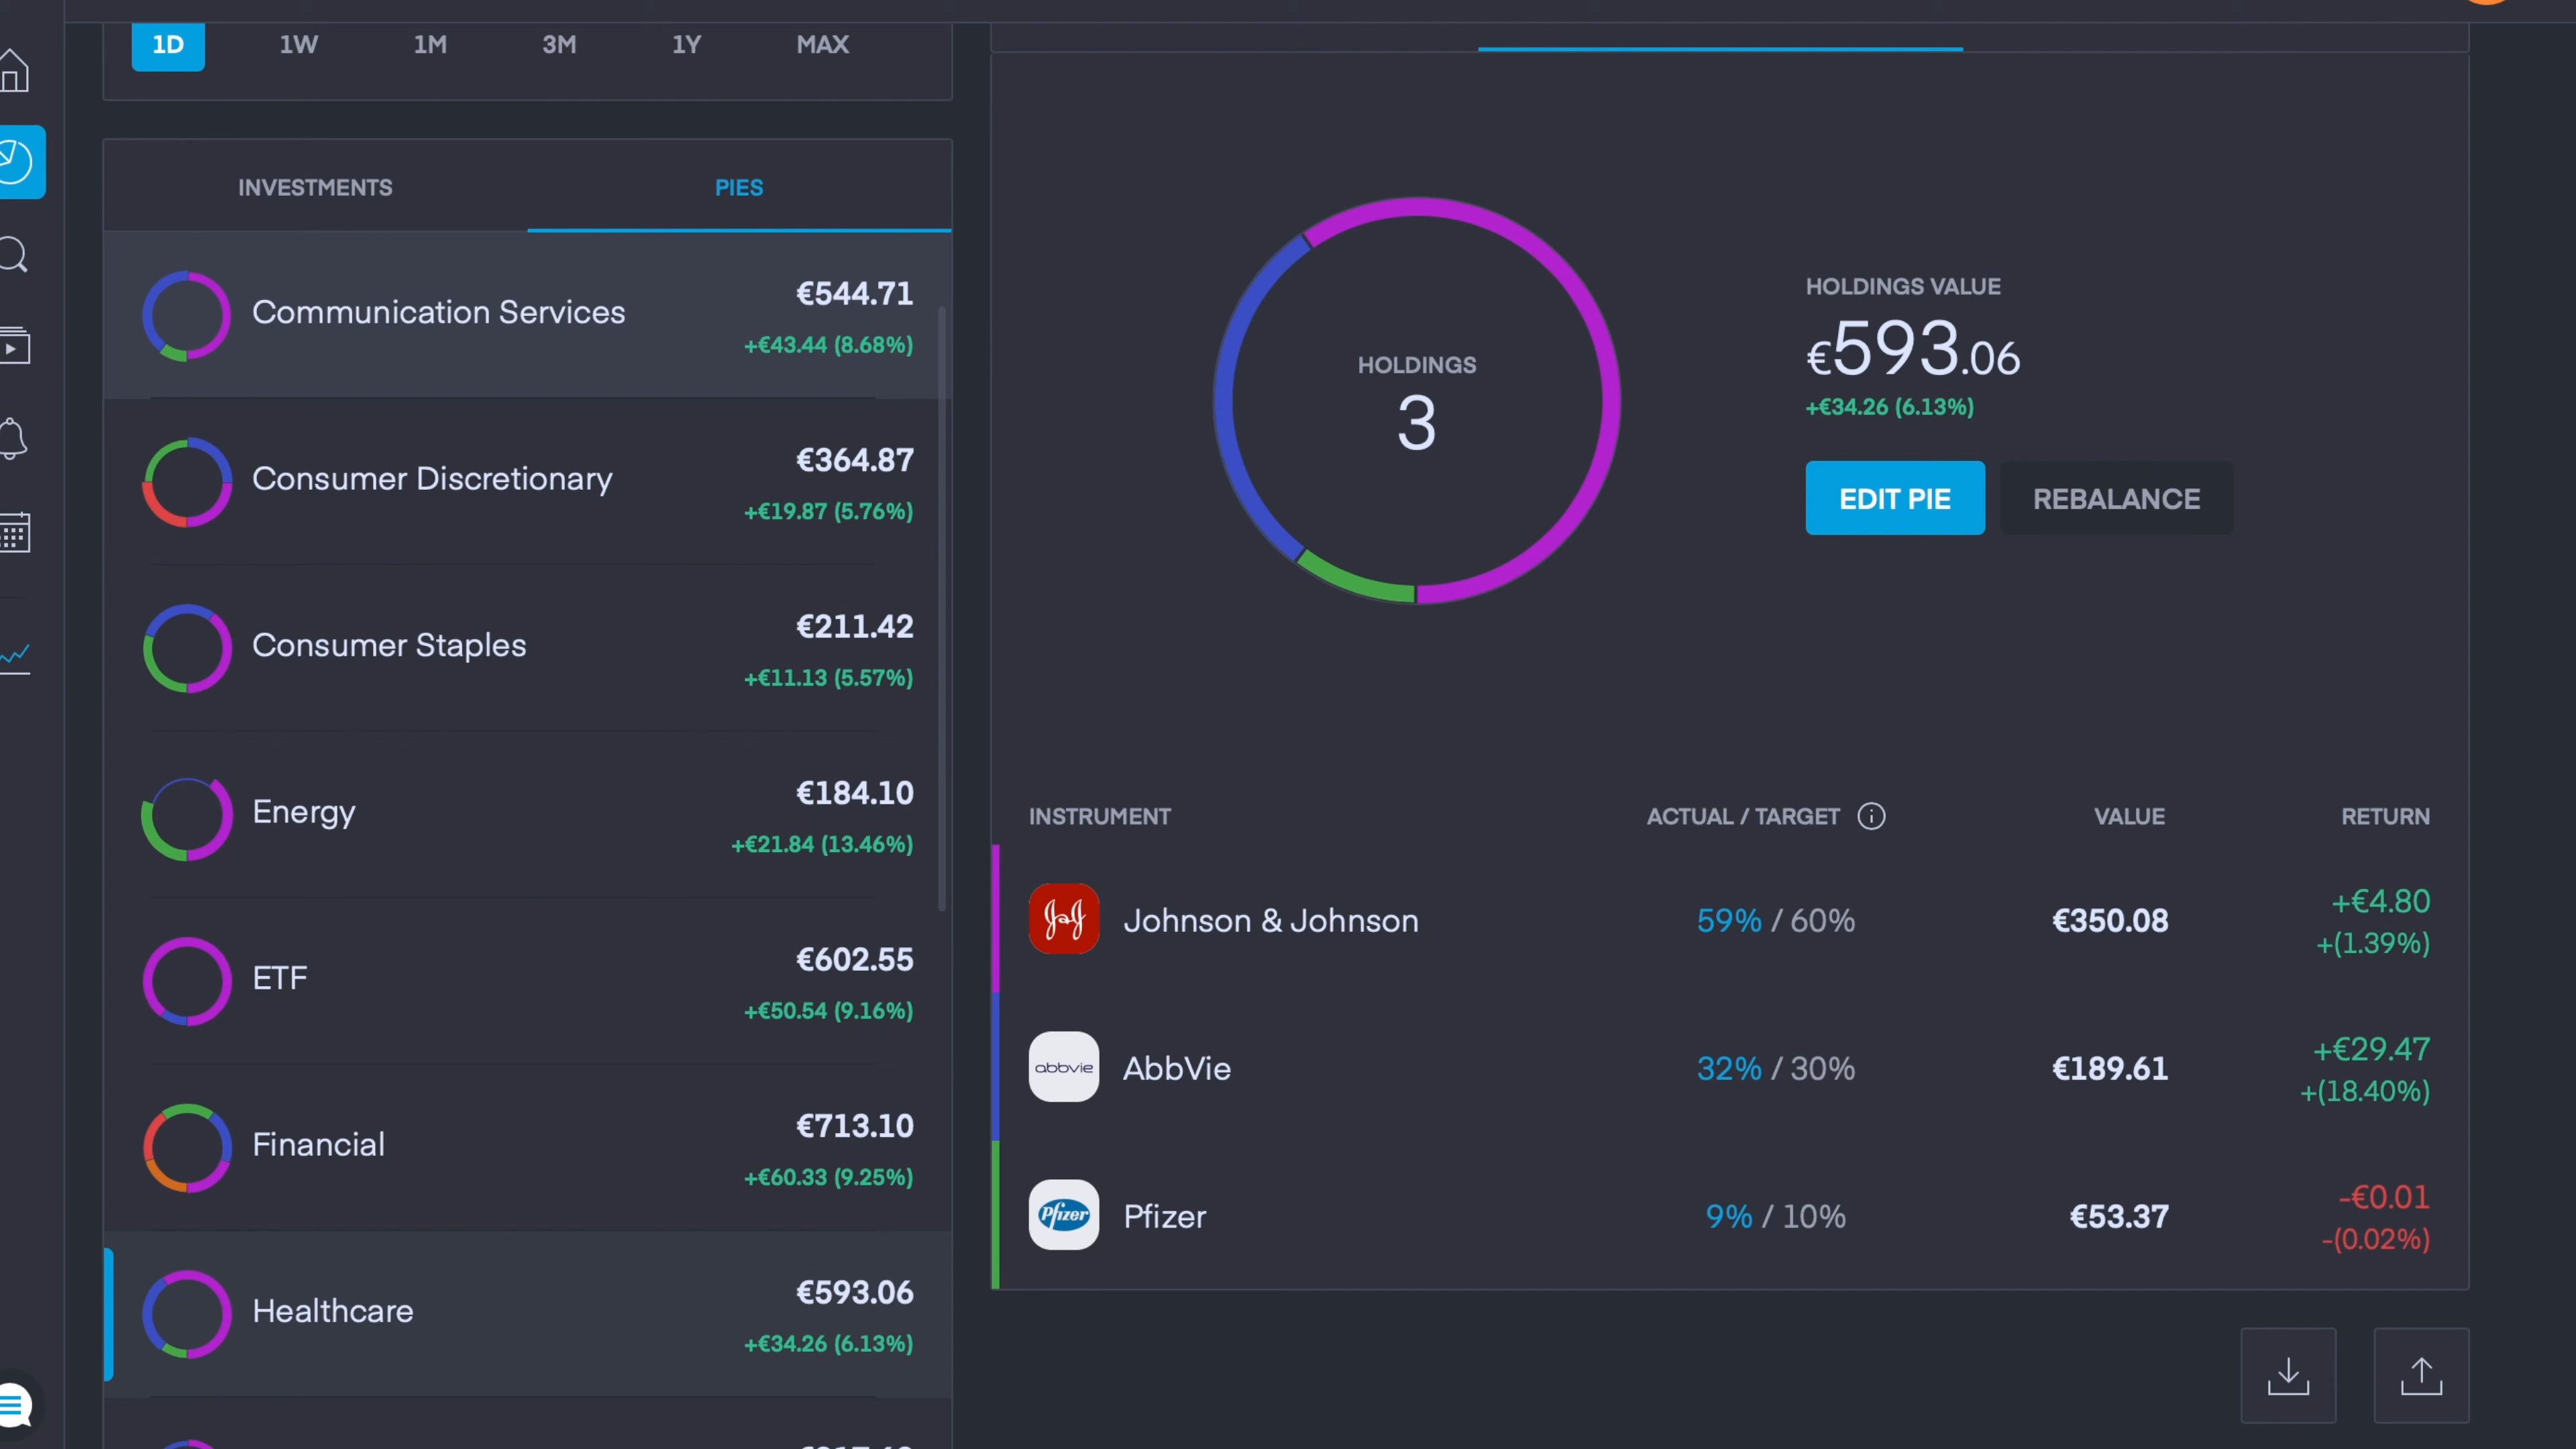 1D 1W 1M 3M 1Y MAX
INVESTMENTS PIES
Communication Services €544.71
+€43.44 (8.68%)
Consumer Discretionary €364.87
+€19.87 (5.76%)
Consumer Staples €211.42
+€11.13 (5.57%)
Energy €184.10
+€21.84 (13.46%)
ETF €602.55
+€50.54 (9.16%)
Financial €713.10
+€60.33 (9.25%)
Healthcare €593.06
+€34.26 (6.13%)
HOLDINGS
3
HOLDINGS VALUE
€593.06
+€34.26 (6.13%)
EDIT PIE REBALANCE
INSTRUMENT ACTUAL / TARGET i VALUE RETURN
J&J Johnson & Johnson 59% / 60% €350.08 +€4.80
+(1.39%)
abbvie AbbVie 32% / 30% €189.61 +€29.47
+(18.40%)
Pfizer Pfizer 9% / 10% €53.37 -€0.01
-(0.02%)